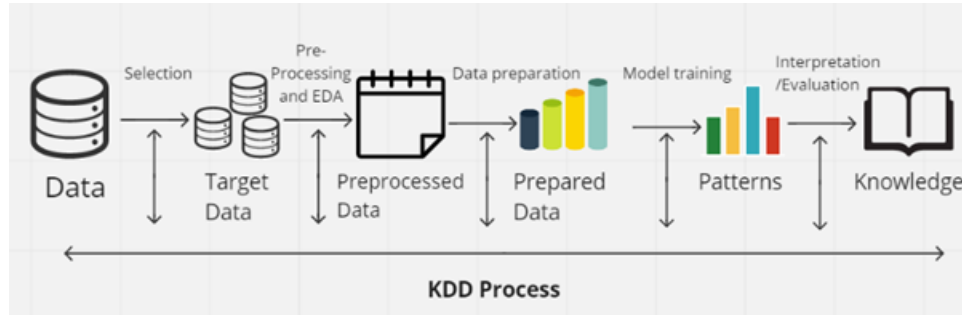 Selection
Pre-
Processing
and EDA
Data preparation
Model training
Interpretation
/Evaluation
Data
Target
Data
Preprocessed
Data
Prepared
Data
Patterns
Knowledge
KDD Process